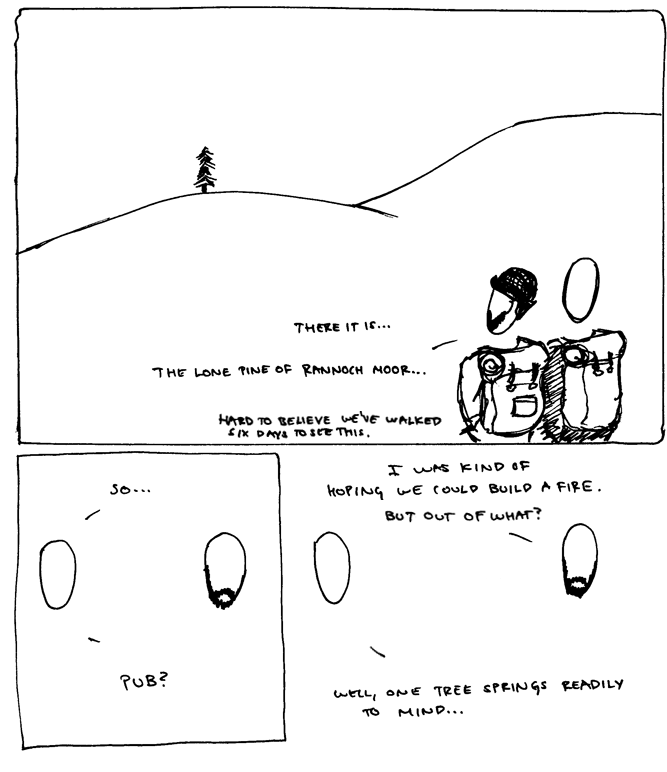 THERE IT IS...
THE LONE PINE OF RANNOCH MOOR...
HARD TO BELIEVE WE'VE WALKED
SIX DAYS TO SEE THIS.
SO...
PUB?
I WAS KIND OF
HOPING WE COULD BUILD A FIRE.
BUT OUT OF WHAT?
WELL, ONE TREE SPRINGS READILY
TO MIND...